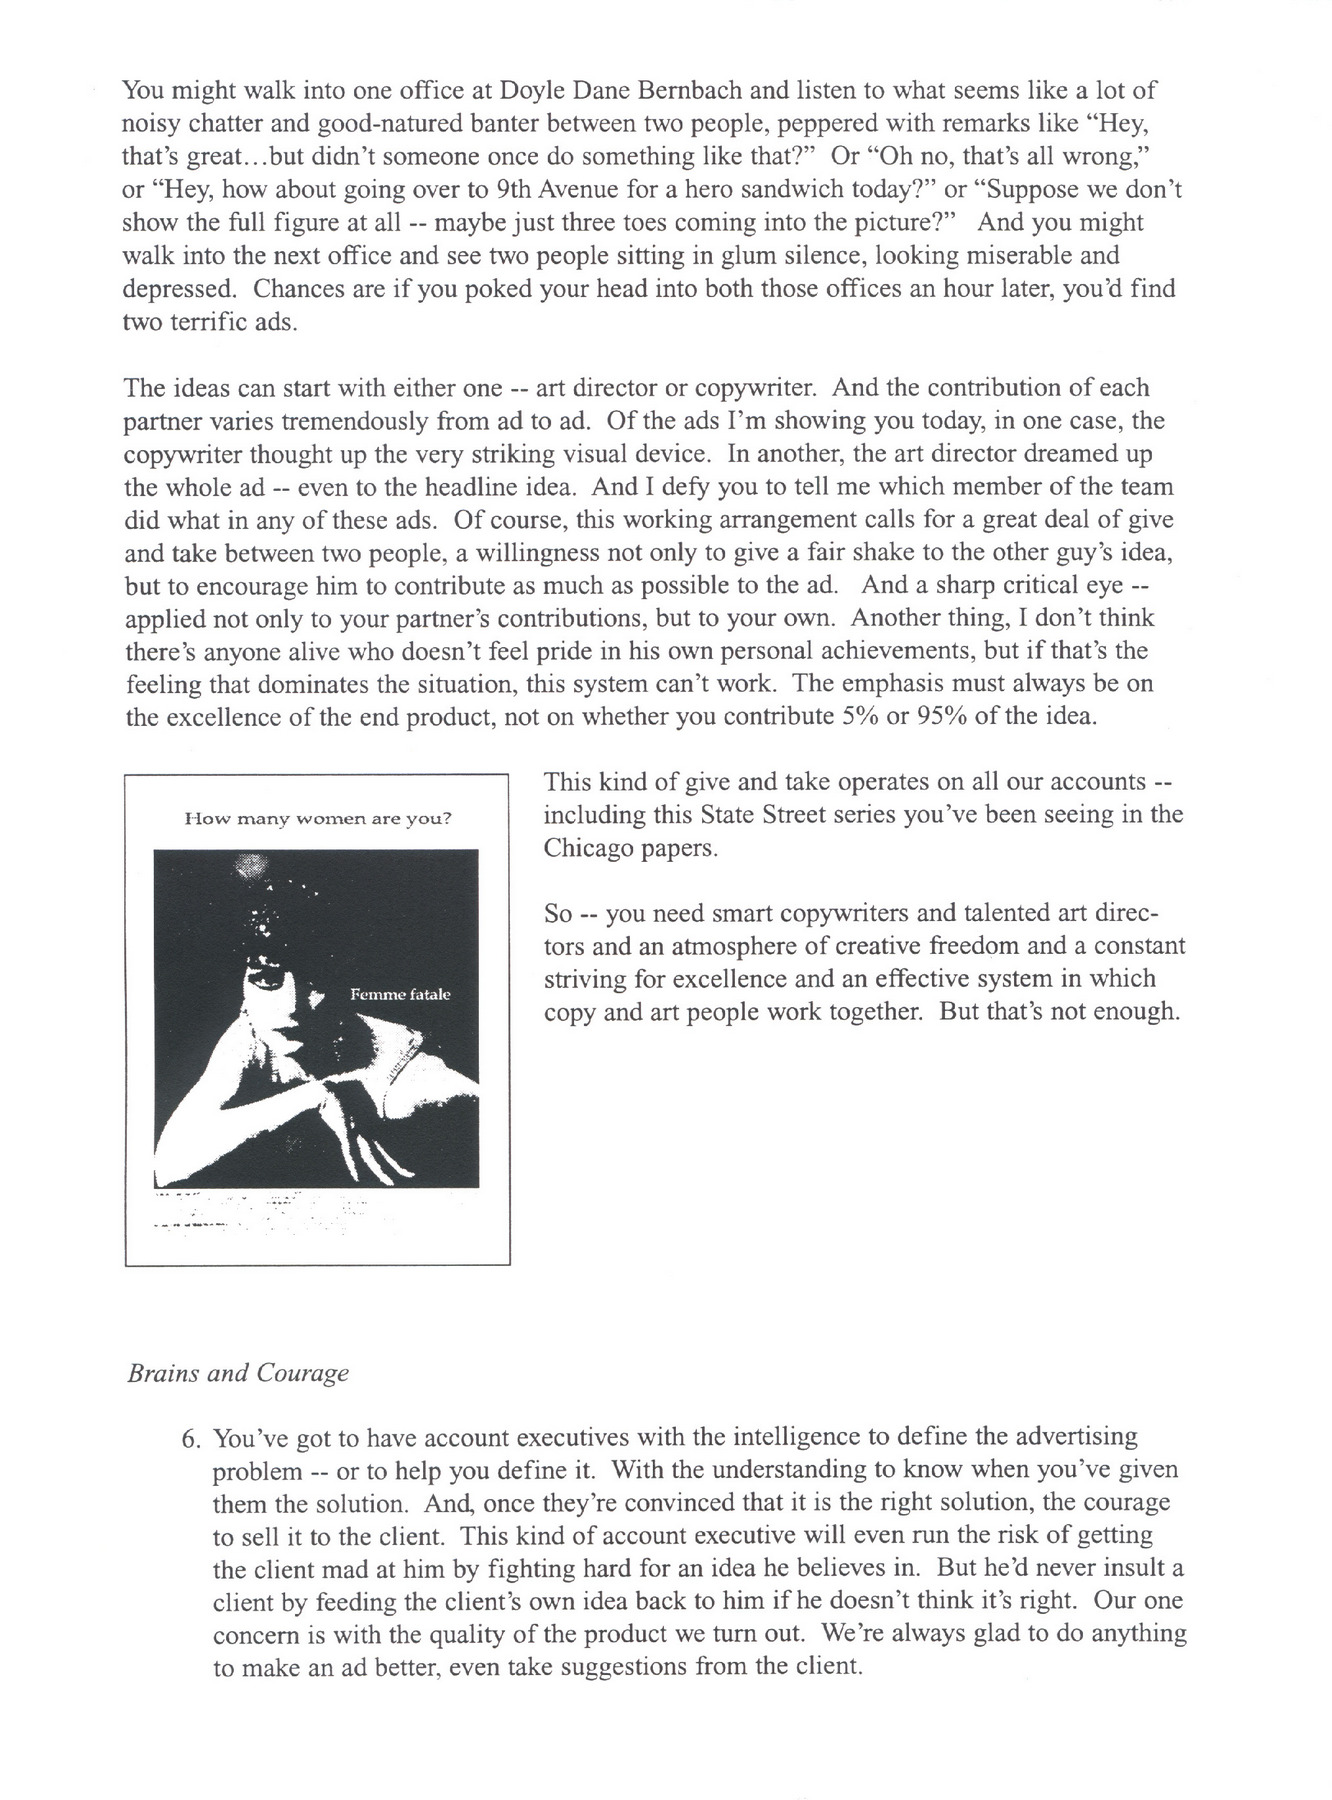 You might walk into one office at Doyle Dane Bernbach and listen to what seems like a lot of
noisy chatter and good-natured banter between two people, peppered with remarks like “Hey,
that’s great...but didn’t someone once do something like that?”  Or “Oh no, that’s all wrong,”
or “Hey, how about going over to 9th Avenue for a hero sandwich today?” or “Suppose we don’t
show the full figure at all -- maybe just three toes coming into the picture?”  And you might
walk into the next office and see two people sitting in glum silence, looking miserable and
depressed.  Chances are if you poked your head into both those offices an hour later, you’d find
two terrific ads.
The ideas can start with either one -- art director or copywriter.  And the contribution of each
partner varies tremendously from ad to ad.  Of the ads I’m showing you today, in one case, the
copywriter thought up the very striking visual device.  In another, the art director dreamed up
the whole ad -- even to the headline idea.  And I defy you to tell me which member of the team
did what in any of these ads.  Of course, this working arrangement calls for a great deal of give
and take between two people, a willingness not only to give a fair shake to the other guy’s idea,
but to encourage him to contribute as much as possible to the ad.  And a sharp critical eye --
applied not only to your partner’s contributions, but to your own.  Another thing, I don’t think
there’s anyone alive who doesn’t feel pride in his own personal achievements, but if that’s the
feeling that dominates the situation, this system can’t work.  The emphasis must always be on
the excellence of the end product, not on whether you contribute 5% or 95% of the idea.
How many women are you?
Femme fatale
This kind of give and take operates on all our accounts --
including this State Street series you’ve been seeing in the
Chicago papers.
So -- you need smart copywriters and talented art direc-
tors and an atmosphere of creative freedom and a constant
striving for excellence and an effective system in which
copy and art people work together.  But that’s not enough.
Brains and Courage
6. You’ve got to have account executives with the intelligence to define the advertising
problem -- or to help you define it.  With the understanding to know when you’ve given
them the solution.  And, once they’re convinced that it is the right solution, the courage
to sell it to the client.  This kind of account executive will even run the risk of getting
the client mad at him by fighting hard for an idea he believes in.  But he’d never insult a
client by feeding the client’s own idea back to him if he doesn’t think it’s right.  Our one
concern is with the quality of the product we turn out.  We’re always glad to do anything
to make an ad better, even take suggestions from the client.